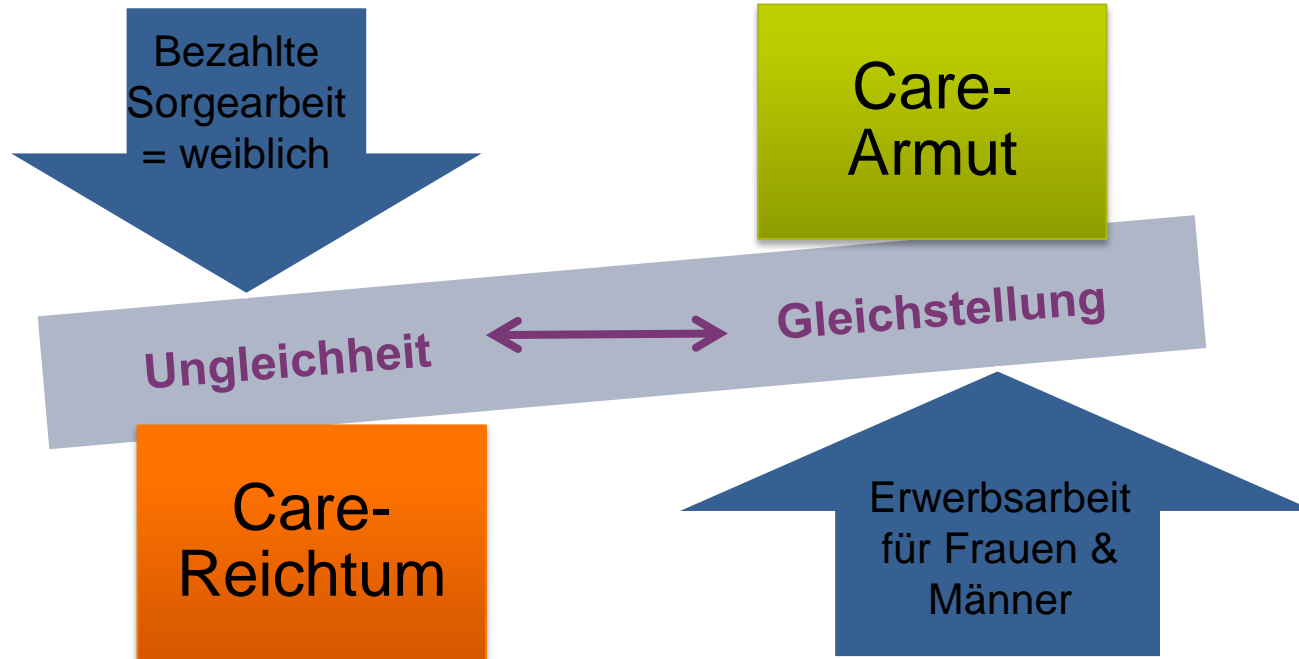 Bezahlte
Sorgearbeit
= weiblich
Care-
Armut
Ungleichheit
Gleichstellung
Care-
Reichtum
Erwerbsarbeit
für Frauen &
Männer